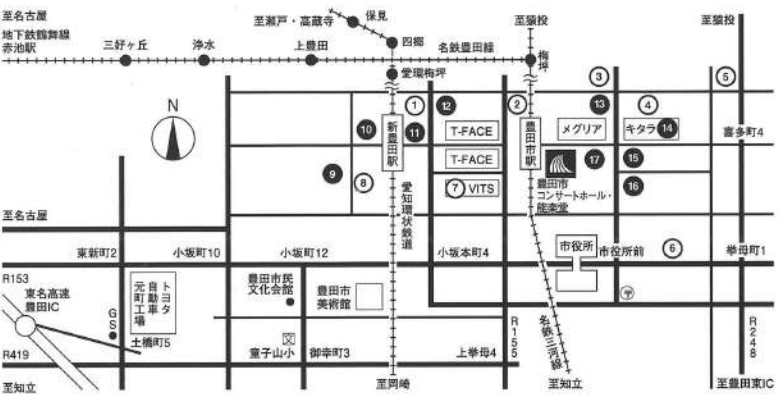 至名古屋
地下鉄鶴舞線
赤池駅
三好ヶ丘
浄水
上豊田
至瀬戸・高蔵寺
保見
四郷
愛環梅坪
名鉄豊田線
至猿投
梅坪
至猿投
N
1
12
2
3
13
4
5
10
新豊田駅
11
T-FACE
豊田市駅
メグリア
キタラ
14
喜多町4
T-FACE
17
15
9
8
7
VITS
16
豊田市
コンサートホール・
能楽堂
愛知環状鉄道
至名古屋
東新町2
小坂町10
小坂町12
小坂本町4
市役所
市役所前
6
挙母町1
R153
東名高速
豊田IC
トヨタ
自動車
元町工場
GS
土橋町5
豊田市民
文化会館
豊田市
美術館
文
童子山小
御幸町3
上挙母4
R155
名鉄三河線
R248
R419
至知立
至岡崎
至知立
至豊田東IC